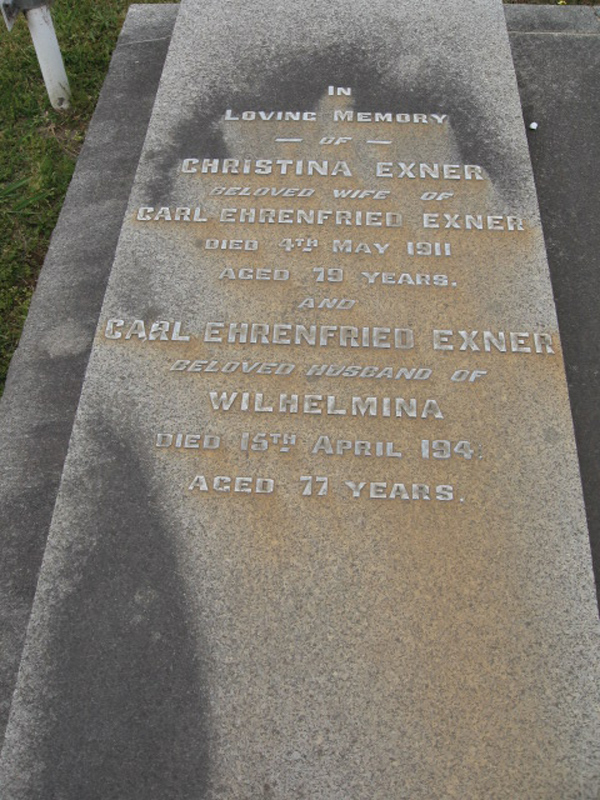 IN
LOVING MEMORY
— OF —
CHRISTINA EXNER
BELOVED WIFE OF
CARL EHRENFRIED EXNER
DIED 4TH MAY 1911
AGED 79 YEARS.
AND
CARL EHRENFRIED EXNER
BELOVED HUSBAND OF
WILHELMINA
DIED 15TH APRIL 194
AGED 77 YEARS.